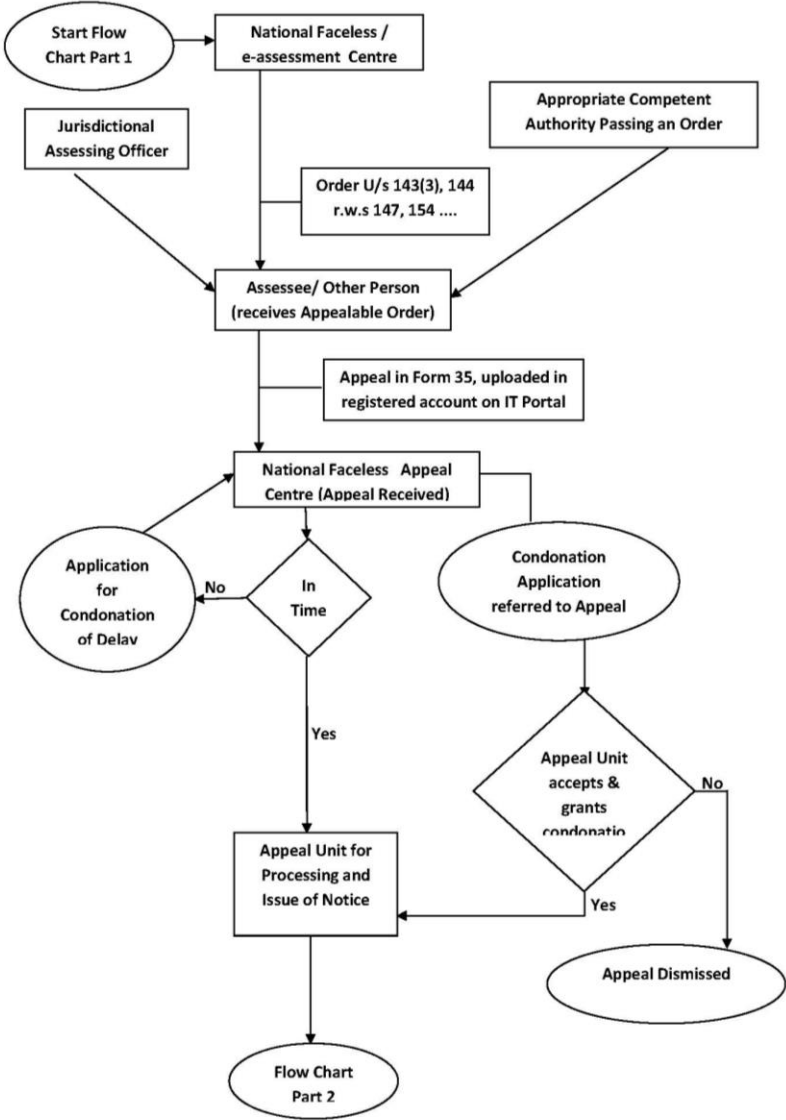 Start Flow
Chart Part 1
National Faceless /
e-assessment Centre
Appropriate Competent
Authority Passing an Order
Jurisdictional
Assessing Officer
Order U/s 143(3), 144
r.w.s 147, 154 ....
Assessee/ Other Person
(receives Appealable Order)
Appeal in Form 35, uploaded in
registered account on IT Portal
National Faceless Appeal
Centre (Appeal Received)
Application
for
Condonation
of Delay
No
In
Time
Condonation
Application
referred to Appeal
Yes
Appeal Unit
accepts &
grants
condonatio
No
Appeal Unit for
Processing and
Issue of Notice
Yes
Appeal Dismissed
Flow Chart
Part 2